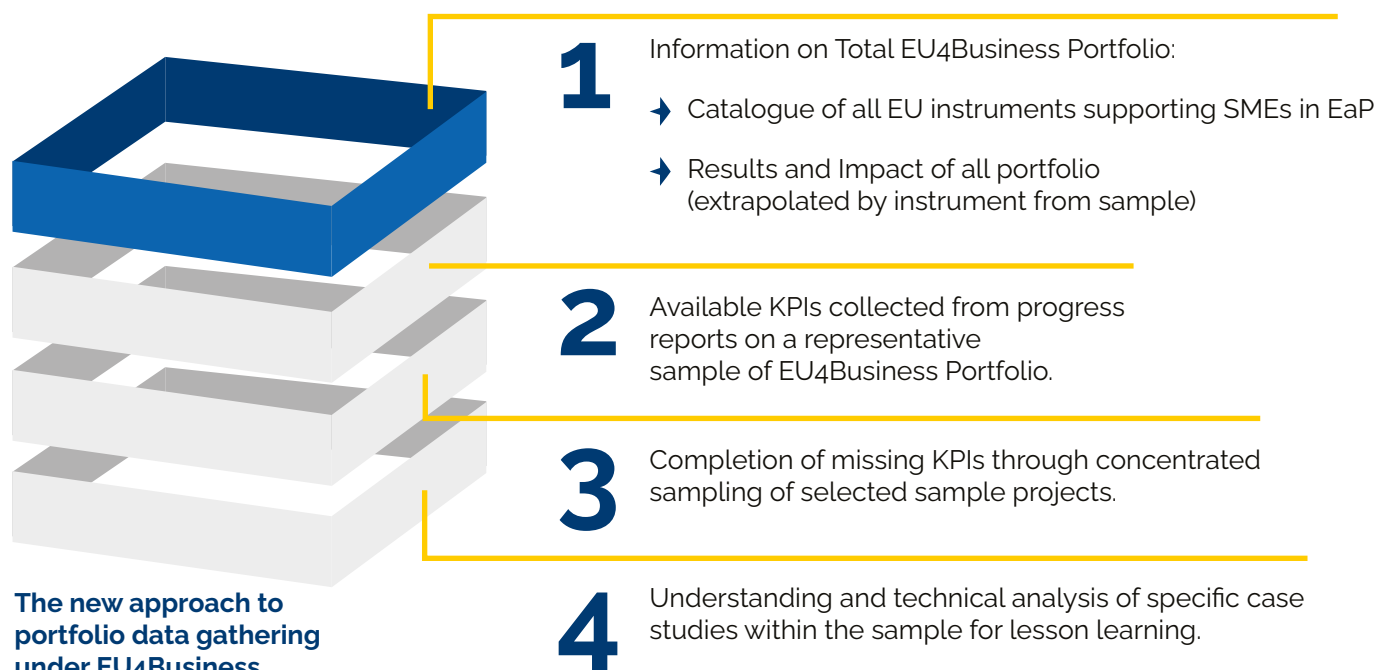 1
Information on Total EU4Business Portfolio:
Catalogue of all EU instruments supporting SMEs in EaP
Results and Impact of all portfolio
(extrapolated by instrument from sample)
2
Available KPIs collected from progress
reports on a representative
sample of EU4Business Portfolio.
3
Completion of missing KPIs through concentrated
sampling of selected sample projects.
4
Understanding and technical analysis of specific case
studies within the sample for lesson learning.
The new approach to
portfolio data gathering
under EU4Business